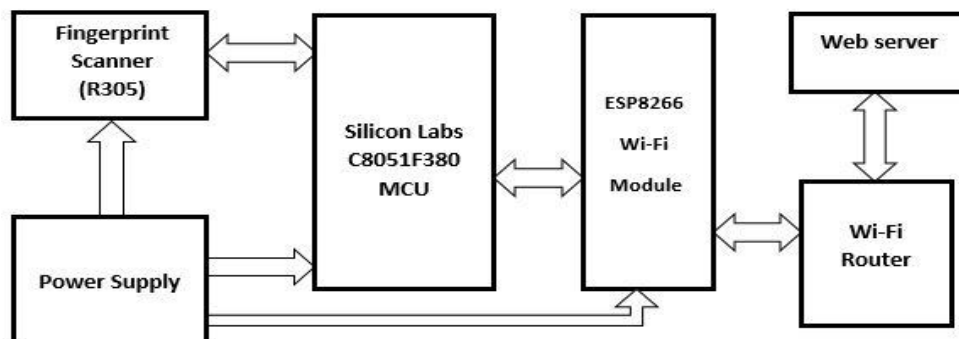 Fingerprint
Scanner
(R305)
Silicon Labs
C8051F380
MCU
ESP8266
Wi-Fi
Module
Web server
Power Supply
Wi-Fi
Router